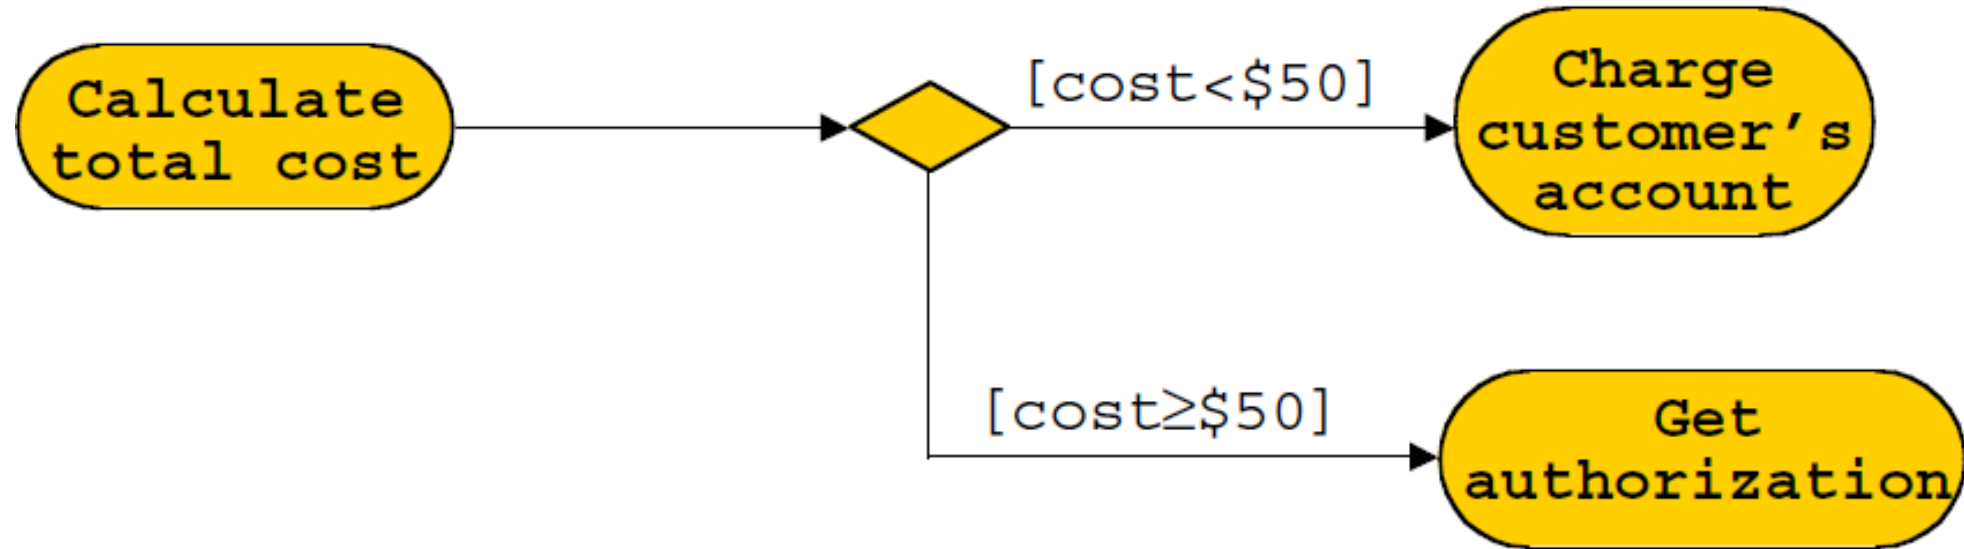 Calculate
total cost
[cost<$50]
Charge
customer’s
account
[cost≥$50]
Get
authorization